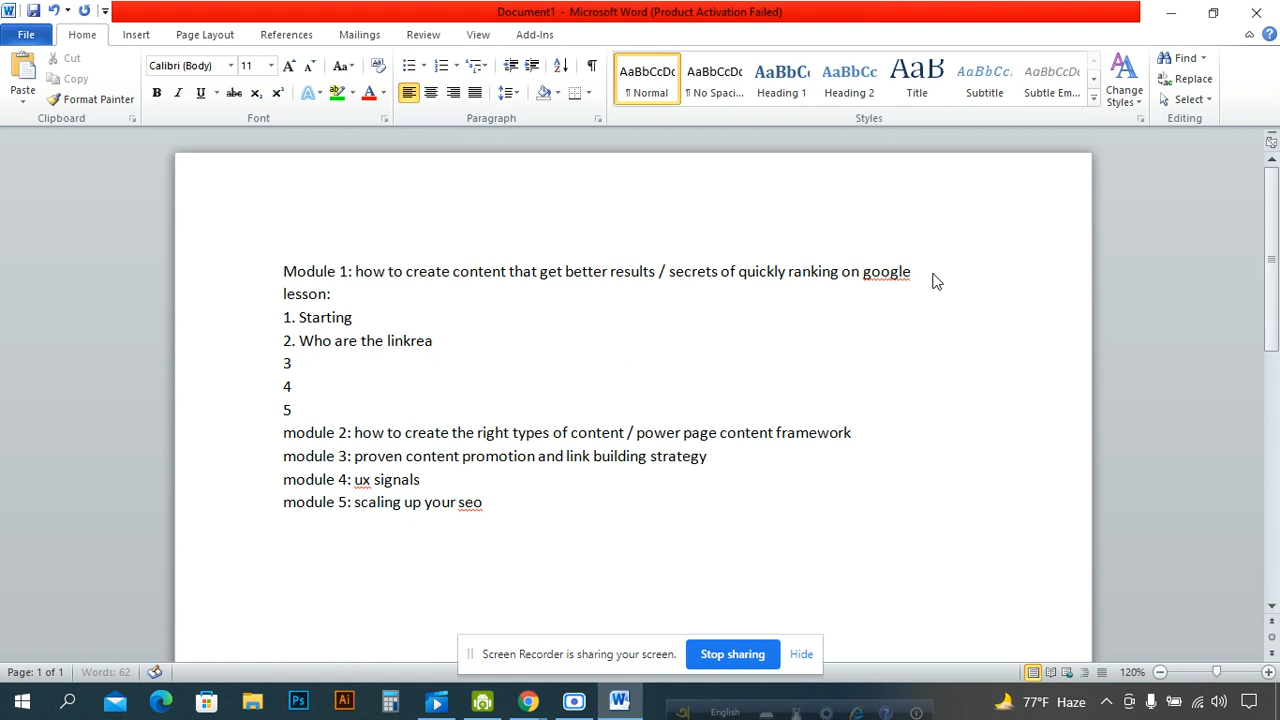 Document1 - Microsoft Word (Product Activation Failed)
File Home Insert Page Layout References Mailings Review View Add-Ins
Cut
Copy
Format Painter
Paste
Clipboard
Calibri (Body) 11
Font
Paragraph
AaBbCcDc AaBbCcDc AaBbCc AaBbCc AaB AaBbCc. AaBbCcDc
¶ Normal ¶ No Spaci... Heading 1 Heading 2 Title Subtitle Subtle Em...
Change Styles
Styles
Find
Replace
Select
Editing
Module 1: how to create content that get better results / secrets of quickly ranking on google
lesson:
1. Starting
2. Who are the linkrea
3
4
5
module 2: how to create the right types of content / power page content framework
module 3: proven content promotion and link building strategy
module 4: ux signals
module 5: scaling up your seo
Screen Recorder is sharing your screen. Stop sharing Hide
Page: 1 of 1 Words: 62 120%
English
77°F Haze